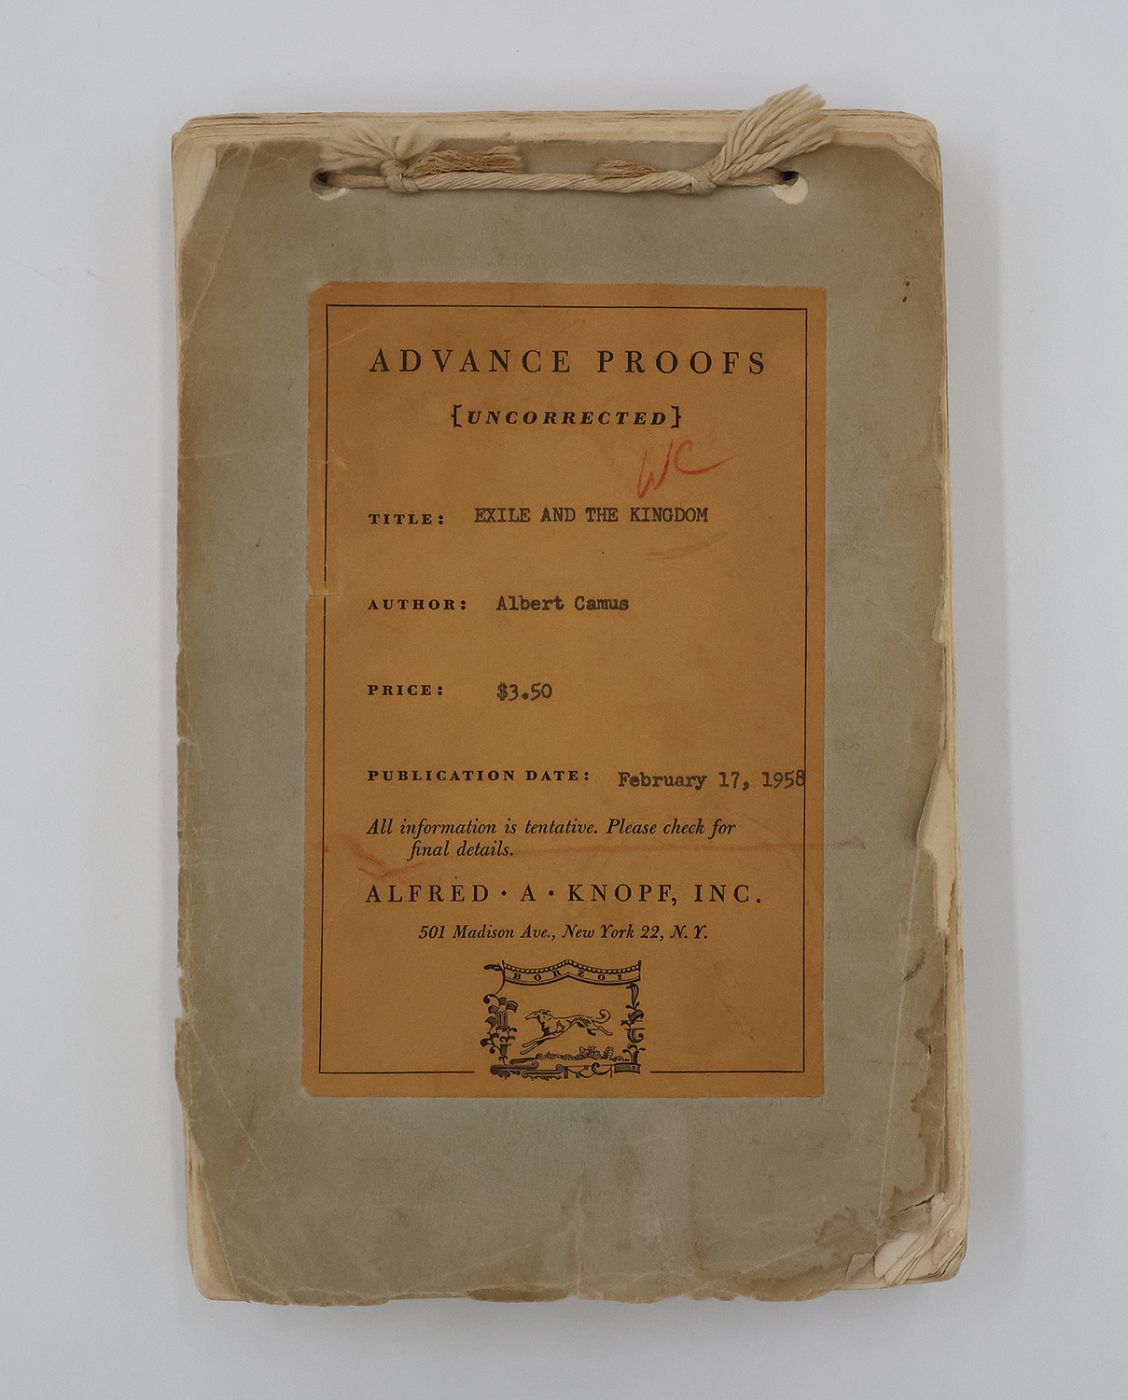 ADVANCE PROOFS
{UNCORRECTED}
WC
TITLE: EXILE AND THE KINGDOM
AUTHOR: Albert Camus
PRICE: $3.50
PUBLICATION DATE: February 17, 1958
All information is tentative. Please check for
final details.
ALFRED · A · KNOPF, INC.
501 Madison Ave., New York 22, N. Y.
BORZOI